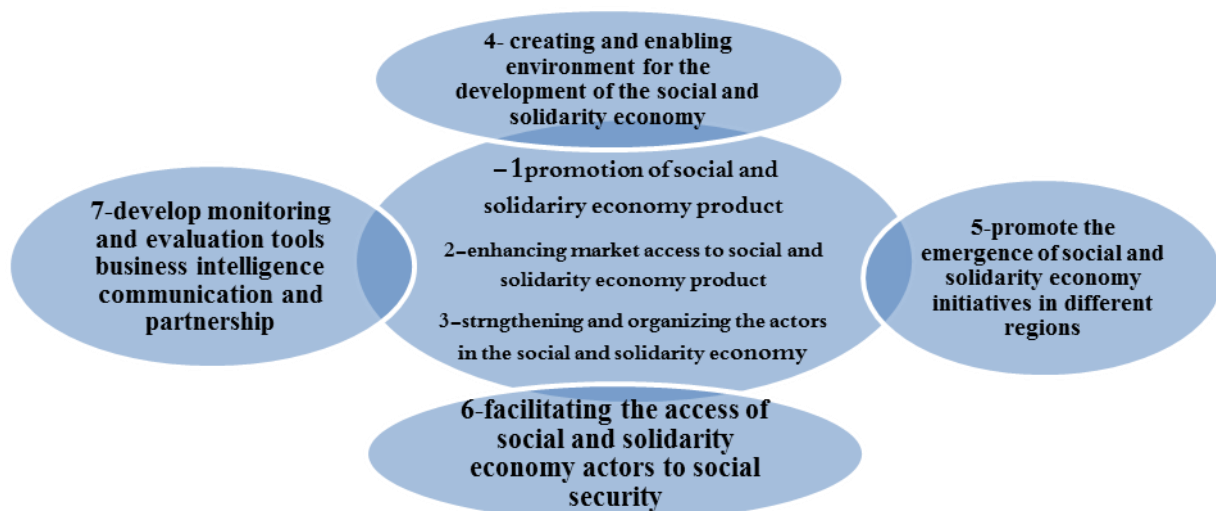 4- creating and enabling
environment for the
development of the social and
solidarity economy
–1promotion of social and
solidariry economy product
2–enhancing market access to social and
solidarity economy product
3–strngthening and organizing the actors
in the social and solidarity economy
7-develop monitoring
and evaluation tools
business intelligence
communication and
partnership
5-promote the
emergence of social and
solidarity economy
initiatives in different
regions
6-facilitating the access of
social and solidarity
economy actors to social
security